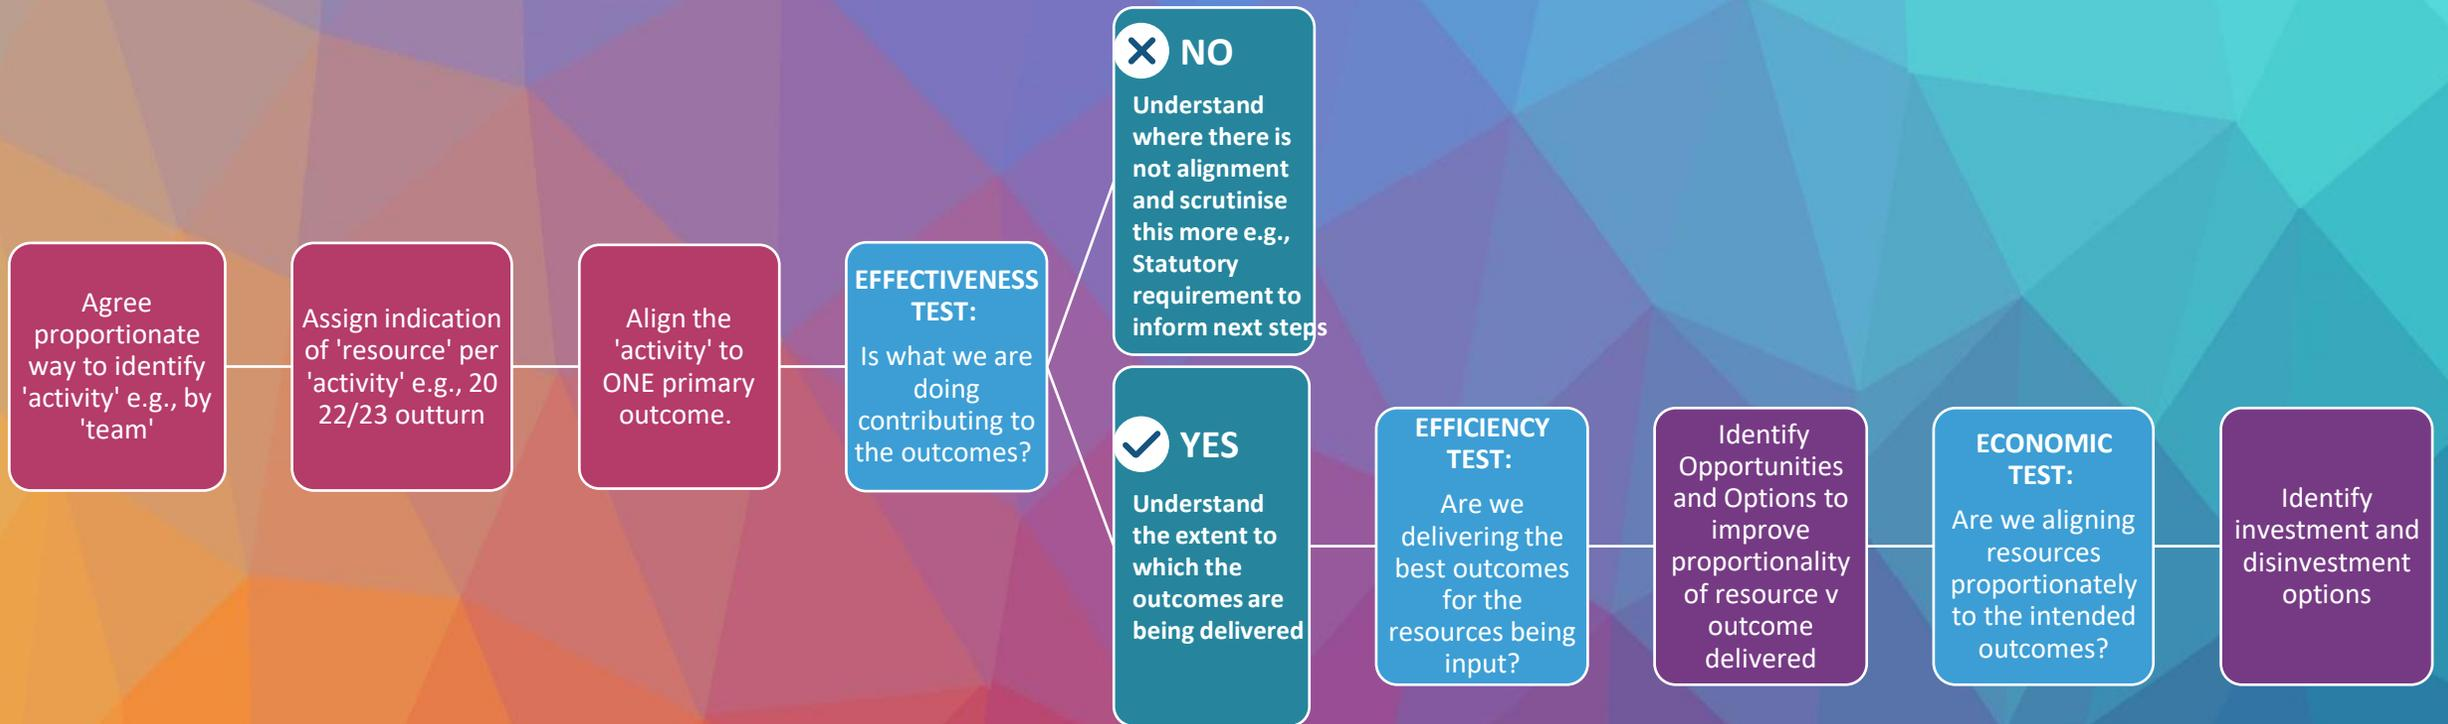 Agree
proportionate
way to identify
'activity' e.g., by
'team'
Assign indication
of 'resource' per
'activity' e.g., 20
22/23 outturn
Align the
'activity' to
ONE primary
outcome.
EFFECTIVENESS
TEST:
Is what we are
doing
contributing to
the outcomes?
NO
Understand
where there is
not alignment
and scrutinise
this more e.g.,
Statutory
requirement to
inform next steps
YES
Understand
the extent to
which the
outcomes are
being delivered
EFFICIENCY
TEST:
Are we
delivering the
best outcomes
for the
resources being
input?
Identify
Opportunities
and Options to
improve
proportionality
of resource v
outcome
delivered
ECONOMIC
TEST:
Are we aligning
resources
proportionately
to the intended
outcomes?
Identify
investment and
disinvestment
options